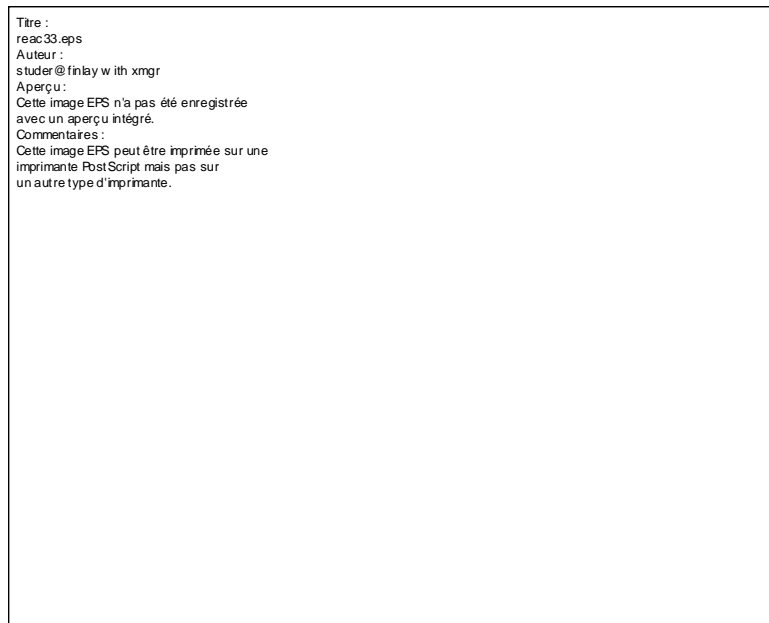 Titre :
reac33.eps
Auteur :
studer@finlay with xmgr
Aperçu :
Cette image EPS n'a pas été enregistrée
avec un aperçu intégré.
Commentaires :
Cette image EPS peut être imprimée sur une
imprimante PostScript mais pas sur
un autre type d'imprimante.